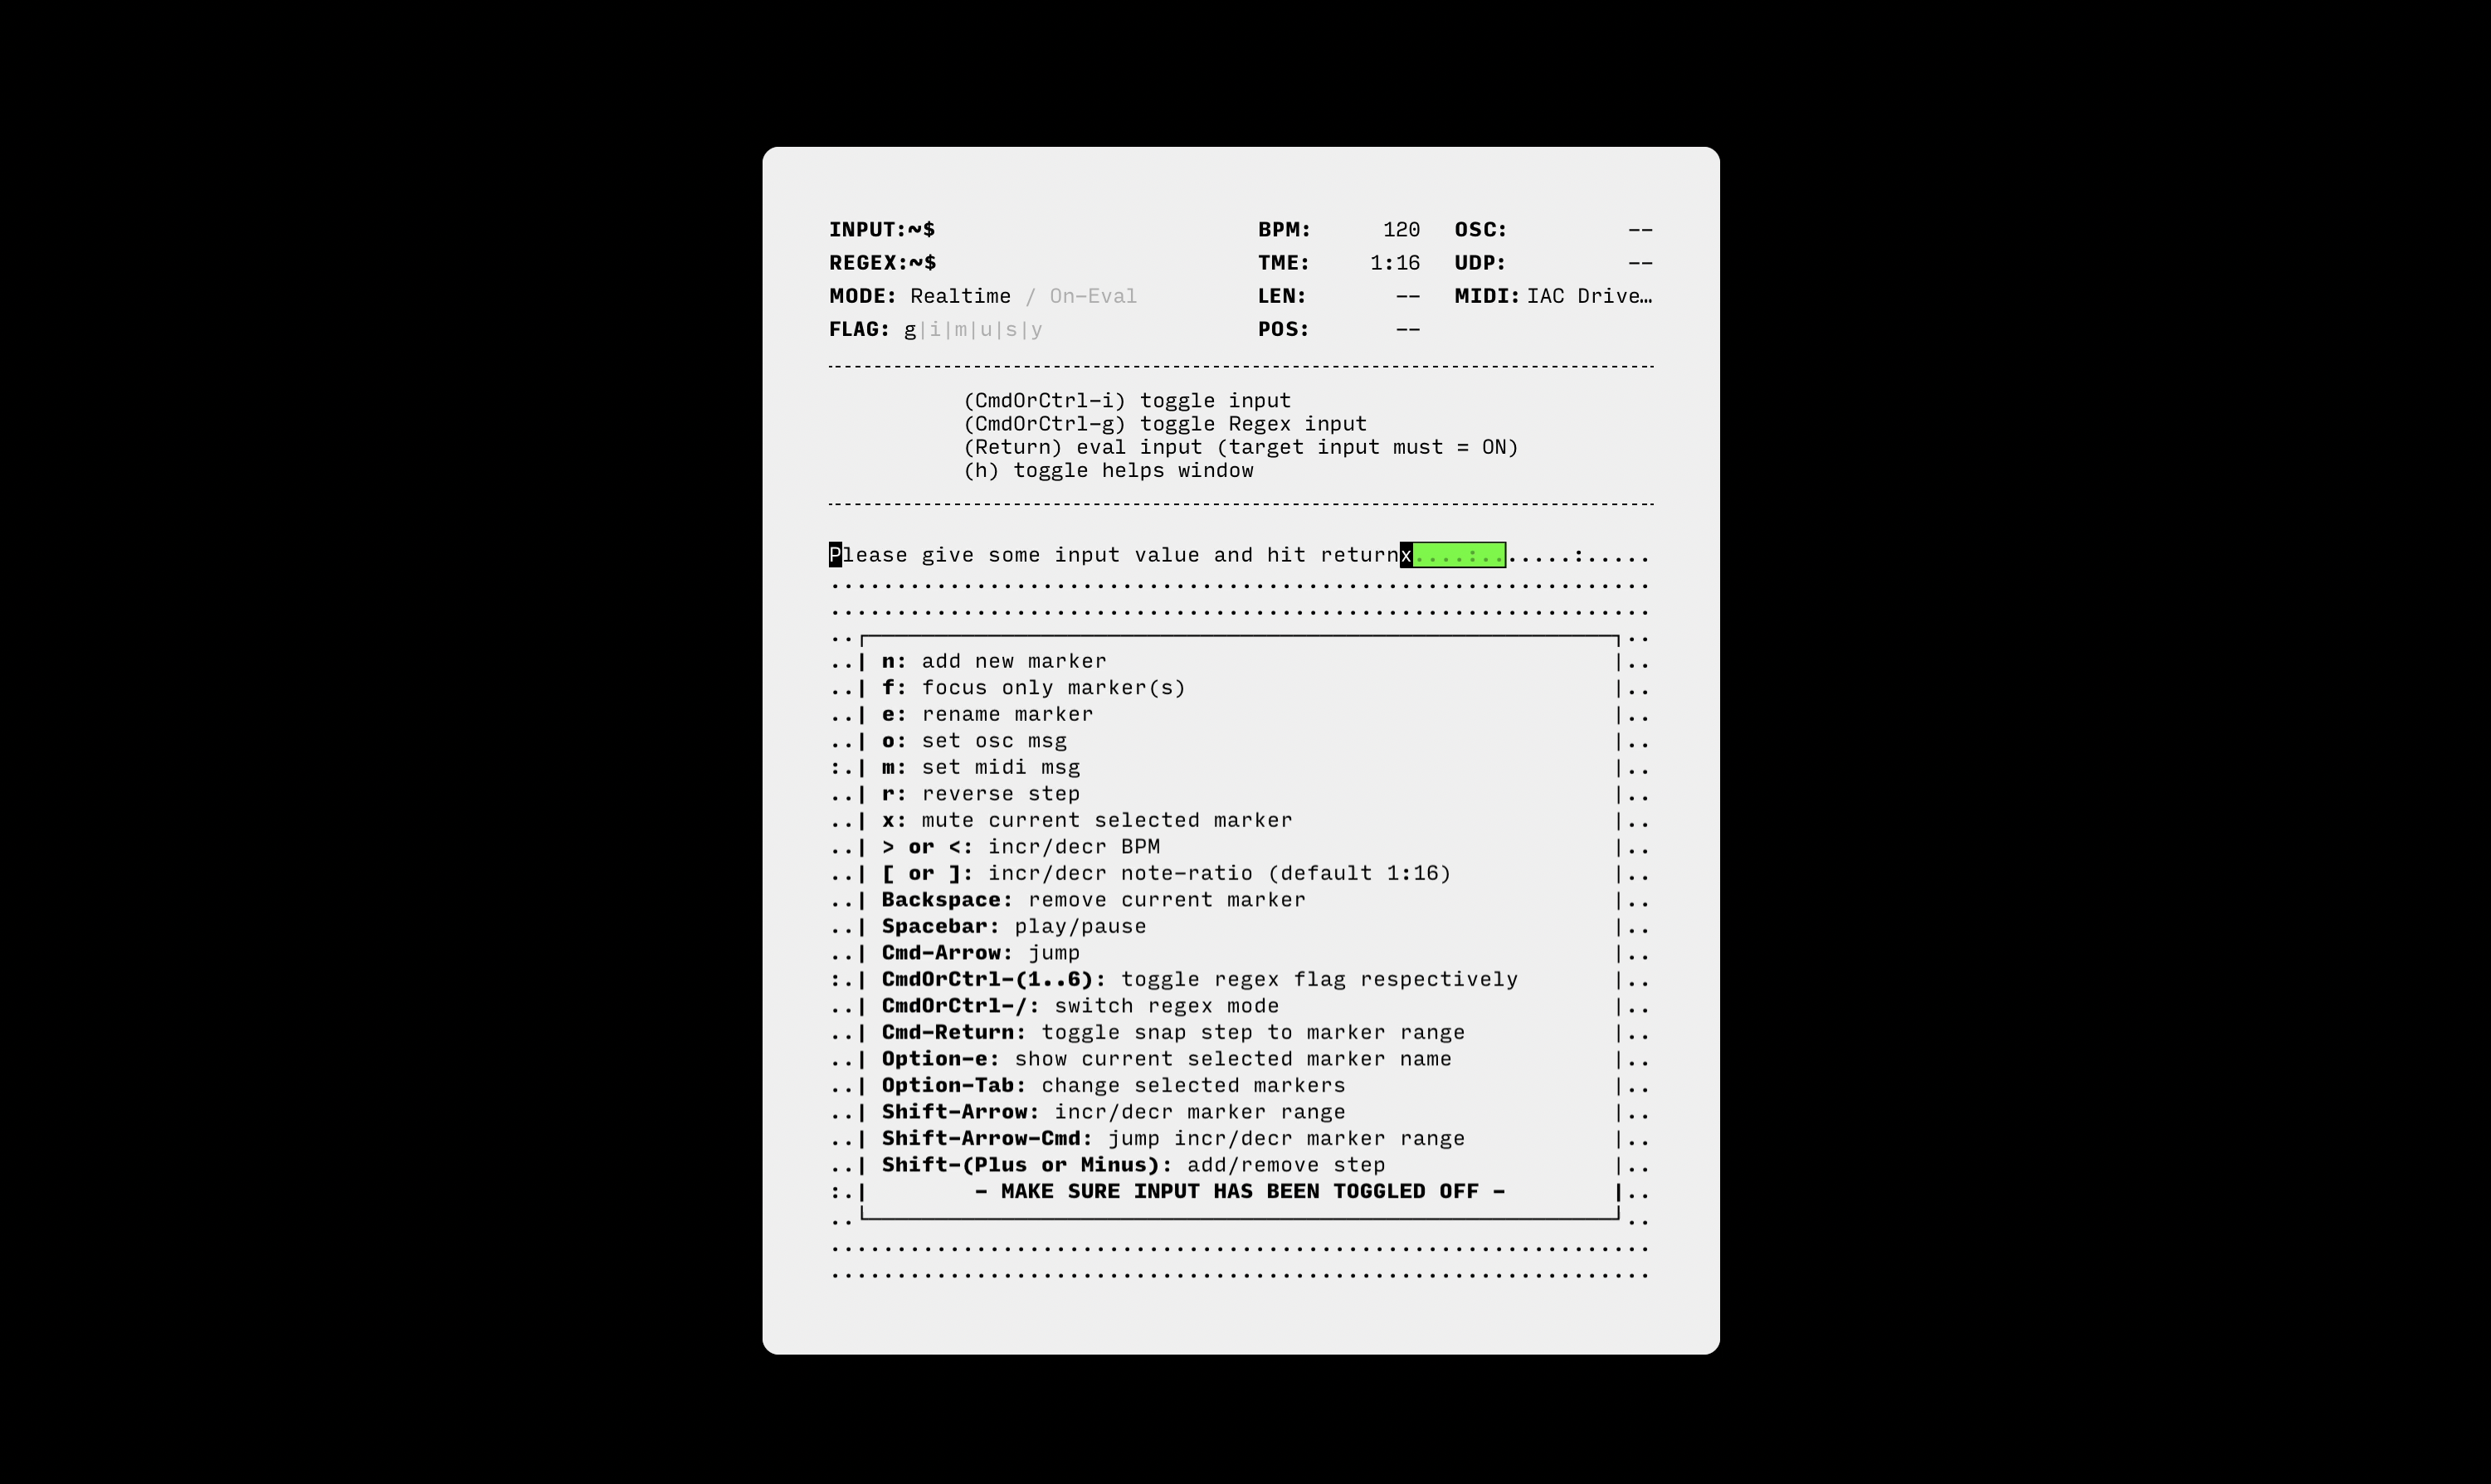 INPUT:~$ BPM: 120 OSC: --
REGEX:~$ TME: 1:16 UDP: --
MODE: Realtime / On-Eval LEN: -- MIDI: IAC Drive…
FLAG: g|i|m|u|s|y POS: --
(CmdOrCtrl-i) toggle input
(CmdOrCtrl-g) toggle Regex input
(Return) eval input (target input must = ON)
(h) toggle helps window
Please give some input value and hit returnx....:.......:.....
..............................................................
..............................................................
.. ..
..| n: add new marker |..
..| f: focus only marker(s) |..
..| e: rename marker |..
..| o: set osc msg |..
:.| m: set midi msg |..
..| r: reverse step |..
..| x: mute current selected marker |..
..| > or <: incr/decr BPM |..
..| [ or ]: incr/decr note-ratio (default 1:16) |..
..| Backspace: remove current marker |..
..| Spacebar: play/pause |..
..| Cmd-Arrow: jump |..
:.| CmdOrCtrl-(1..6): toggle regex flag respectively |..
..| CmdOrCtrl-/: switch regex mode |..
..| Cmd-Return: toggle snap step to marker range |..
..| Option-e: show current selected marker name |..
..| Option-Tab: change selected markers |..
..| Shift-Arrow: incr/decr marker range |..
..| Shift-Arrow-Cmd: jump incr/decr marker range |..
..| Shift-(Plus or Minus): add/remove step |..
:.| - MAKE SURE INPUT HAS BEEN TOGGLED OFF - |..
.. ..
..............................................................
..............................................................